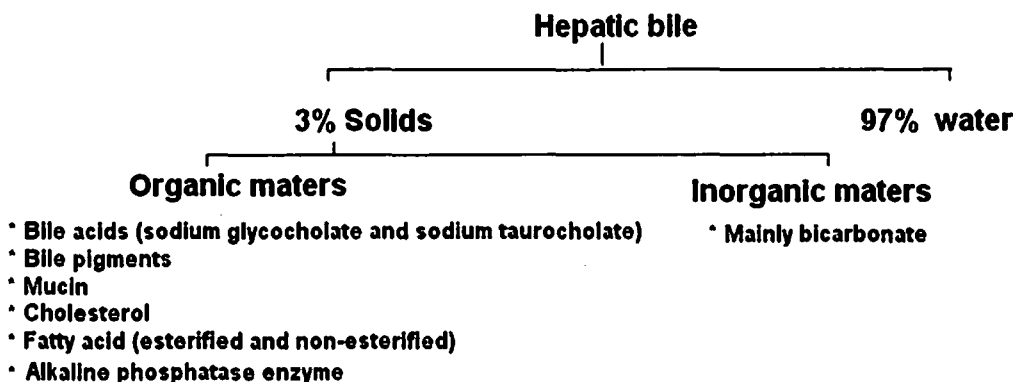 Hepatic bile
3% Solids 97% water
Organic maters Inorganic maters
* Bile acids (sodium glycocholate and sodium taurocholate) * Mainly bicarbonate
* Bile pigments
* Mucin
* Cholesterol
* Fatty acid (esterified and non-esterified)
* Alkaline phosphatase enzyme